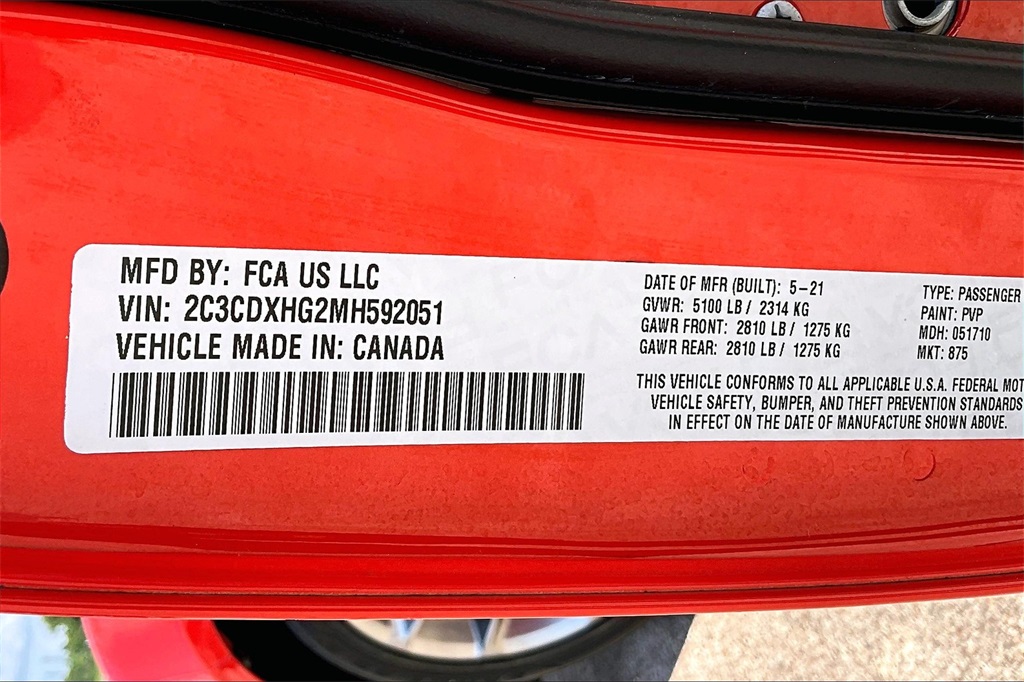 MFD BY: FCA US LLC
VIN: 2C3CDXHG2MH592051
VEHICLE MADE IN: CANADA
DATE OF MFR (BUILT): 5-21
GVWR: 5100 LB / 2314 KG
GAWR FRONT: 2810 LB / 1275 KG
GAWR REAR: 2810 LB / 1275 KG
TYPE: PASSENGER
PAINT: PVP
MDH: 051710
MKT: 875
THIS VEHICLE CONFORMS TO ALL APPLICABLE U.S.A. FEDERAL MOT
VEHICLE SAFETY, BUMPER, AND THEFT PREVENTION STANDARDS
IN EFFECT ON THE DATE OF MANUFACTURE SHOWN ABOVE.